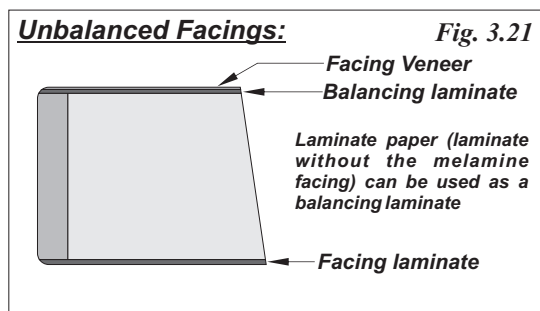 Unbalanced Facings:
Fig. 3.21
Facing Veneer
Balancing laminate
Laminate paper (laminate
without the melamine
facing) can be used as a
balancing laminate
Facing laminate